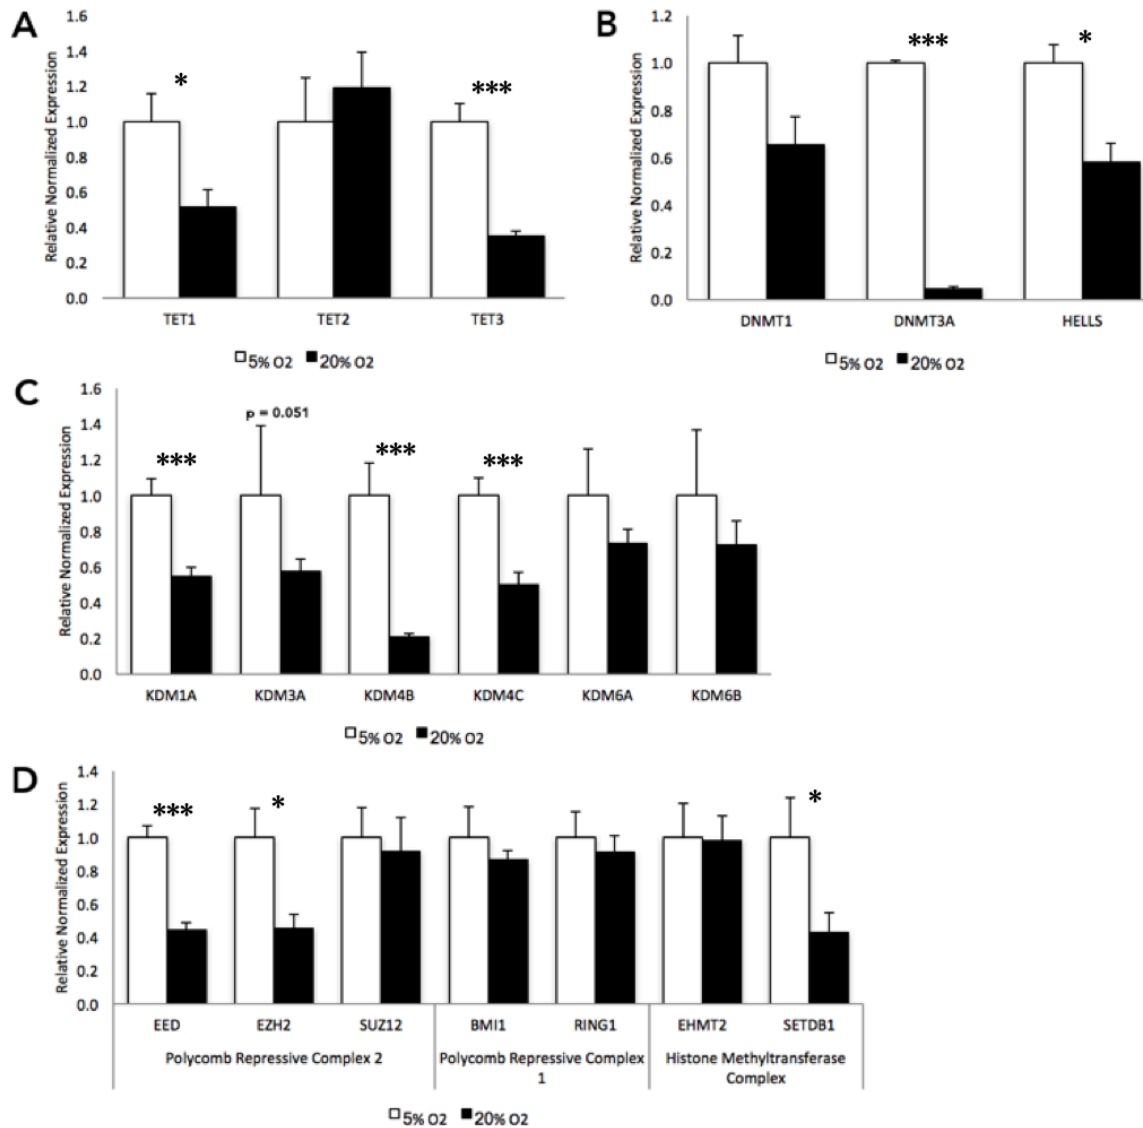 A
Relative Normalized Expression
1.6
1.4
1.2
1.0
0.8
0.6
0.4
0.2
0.0
*
***
TET1 TET2 TET3
5% O2 20% O2
B
Relative Normalized Expression
1.2
1.0
0.8
0.6
0.4
0.2
0.0
***
*
DNMT1 DNMT3A HELLS
5% O2 20% O2
C
Relative Normalized Expression
1.6
1.4
1.2
1.0
0.8
0.6
0.4
0.2
0.0
***
p = 0.051
***
***
KDM1A KDM3A KDM4B KDM4C KDM6A KDM6B
5% O2 20% O2
D
Relative Normalized Expression
1.4
1.2
1.0
0.8
0.6
0.4
0.2
0.0
***
*
*
EED EZH2 SUZ12 BMI1 RING1 EHMT2 SETDB1
Polycomb Repressive Complex 2
Polycomb Repressive Complex
1
Histone Methyltransferase
Complex
5% O2 20% O2